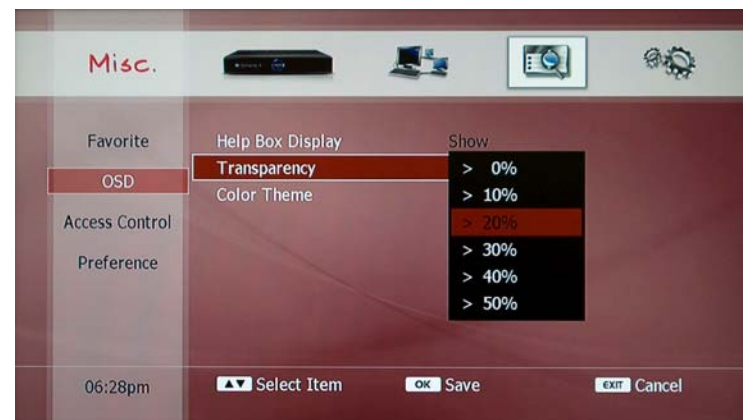 Misc.
Favorite
OSD
Access Control
Preference
06:28pm
Help Box Display Show
Transparency
Color Theme
> 0%
> 10%
> 20%
> 30%
> 40%
> 50%
▲▼ Select Item
OK Save
EXIT Cancel